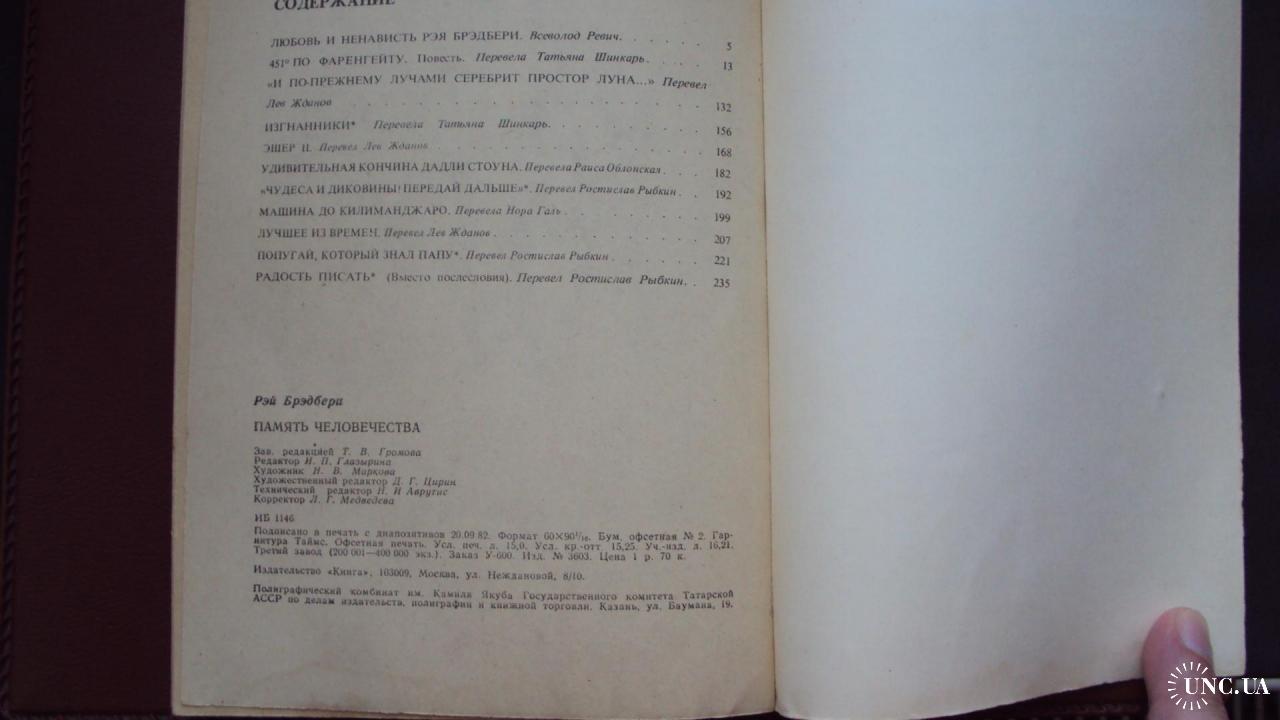 СОДЕРЖАНИЕ
ЛЮБОВЬ И НЕНАВИСТЬ РЭЯ БРЭДБЕРИ. Всеволод Ревич. . . . . . 5
451° ПО ФАРЕНГЕЙТУ. Повесть. Перевела Татьяна Шинкарь. . . . 13
«И ПО-ПРЕЖНЕМУ ЛУЧАМИ СЕРЕБРИТ ПРОСТОР ЛУНА...» Перевел
Лев Жданов . . . . . . . . . . . . . . . . 132
ИЗГНАННИКИ* Перевела Татьяна Шинкарь. . . . . . . . 156
ЭШЕР II. Перевел Лев Жданов . . . . . . . . . . . . 168
УДИВИТЕЛЬНАЯ КОНЧИНА ДАДЛИ СТОУНА. Перевела Раиса Облонская . . . 182
«ЧУДЕСА И ДИКОВИНЫ! ПЕРЕДАЙ ДАЛЬШЕ»*. Перевел Ростислав Рыбкин . . 192
МАШИНА ДО КИЛИМАНДЖАРО. Перевела Нора Галь . . . . . . . 199
ЛУЧШЕЕ ИЗ ВРЕМЕН. Перевел Лев Жданов . . . . . . . . . . 207
ПОПУГАЙ, КОТОРЫЙ ЗНАЛ ПАПУ*. Перевел Ростислав Рыбкин . . . . . 221
РАДОСТЬ ПИСАТЬ* (Вместо послесловия). Перевел Ростислав Рыбкин. . 235
Рэй Брэдбери
ПАМЯТЬ ЧЕЛОВЕЧЕСТВА
Зав. редакцией Т. В. Громова
Редактор И. П. Глазырина
Художник Н. В. Маркова
Художественный редактор Д. Г. Цирин
Технический редактор Н. И Авругис
Корректор Л. Г. Медведева
ИБ 1146
Подписано в печать с диапозитивов 20.09 82. Формат 60×90¹/₁₆. Бум. офсетная № 2. Гар-
нитура Таймс. Офсетная печать. Усл. печ. л. 15,0. Усл. кр.-отт 15,25. Уч.-изд. л. 16,21.
Третий завод (200 001—400 000 экз.). Заказ У-600. Изд. № 3603. Цена 1 р. 70 к.
Издательство «Книга», 103009, Москва, ул. Неждановой, 8/10.
Полиграфический комбинат им. Камиля Якуба Государственного комитета Татарской
АССР по делам издательств, полиграфии и книжной торговли. Казань, ул. Баумана, 19.
UNC.UA